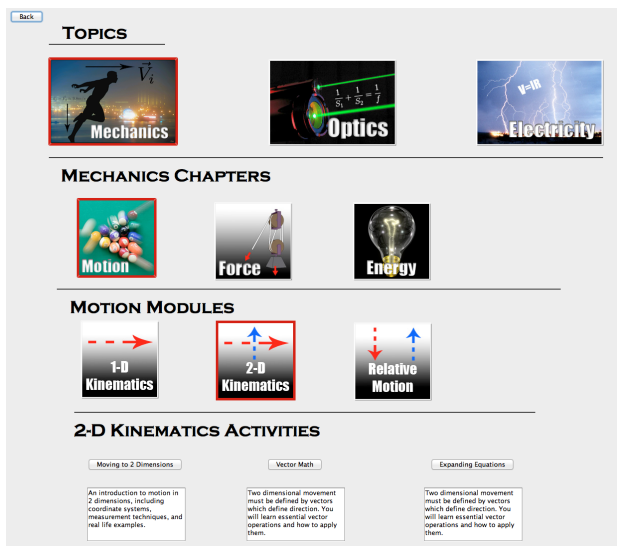 Back
Topics
V⃗i
Mechanics
1/S1 + 1/S2 = 1/f
Optics
V=IR
Electricity
Mechanics Chapters
Motion
Force
Energy
Motion Modules
1-D
Kinematics
2-D
Kinematics
Relative
Motion
2-D Kinematics Activities
Moving to 2 Dimensions
Vector Math
Expanding Equations
An introduction to motion in
2 dimensions, including
coordinate systems,
measurement techniques, and
real life examples.
Two dimensional movement
must be defined by vectors
which define direction. You
will learn essential vector
operations and how to apply
them.
Two dimensional movement
must be defined by vectors
which define direction. You
will learn essential vector
operations and how to apply
them.